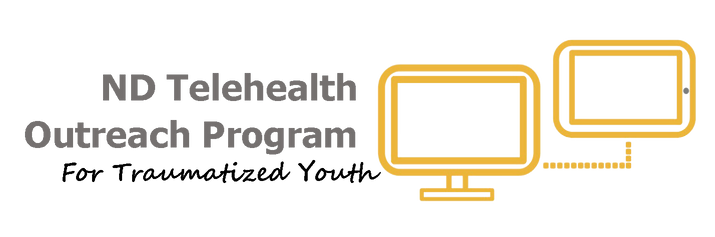 ND Telehealth
Outreach Program
For Traumatized Youth